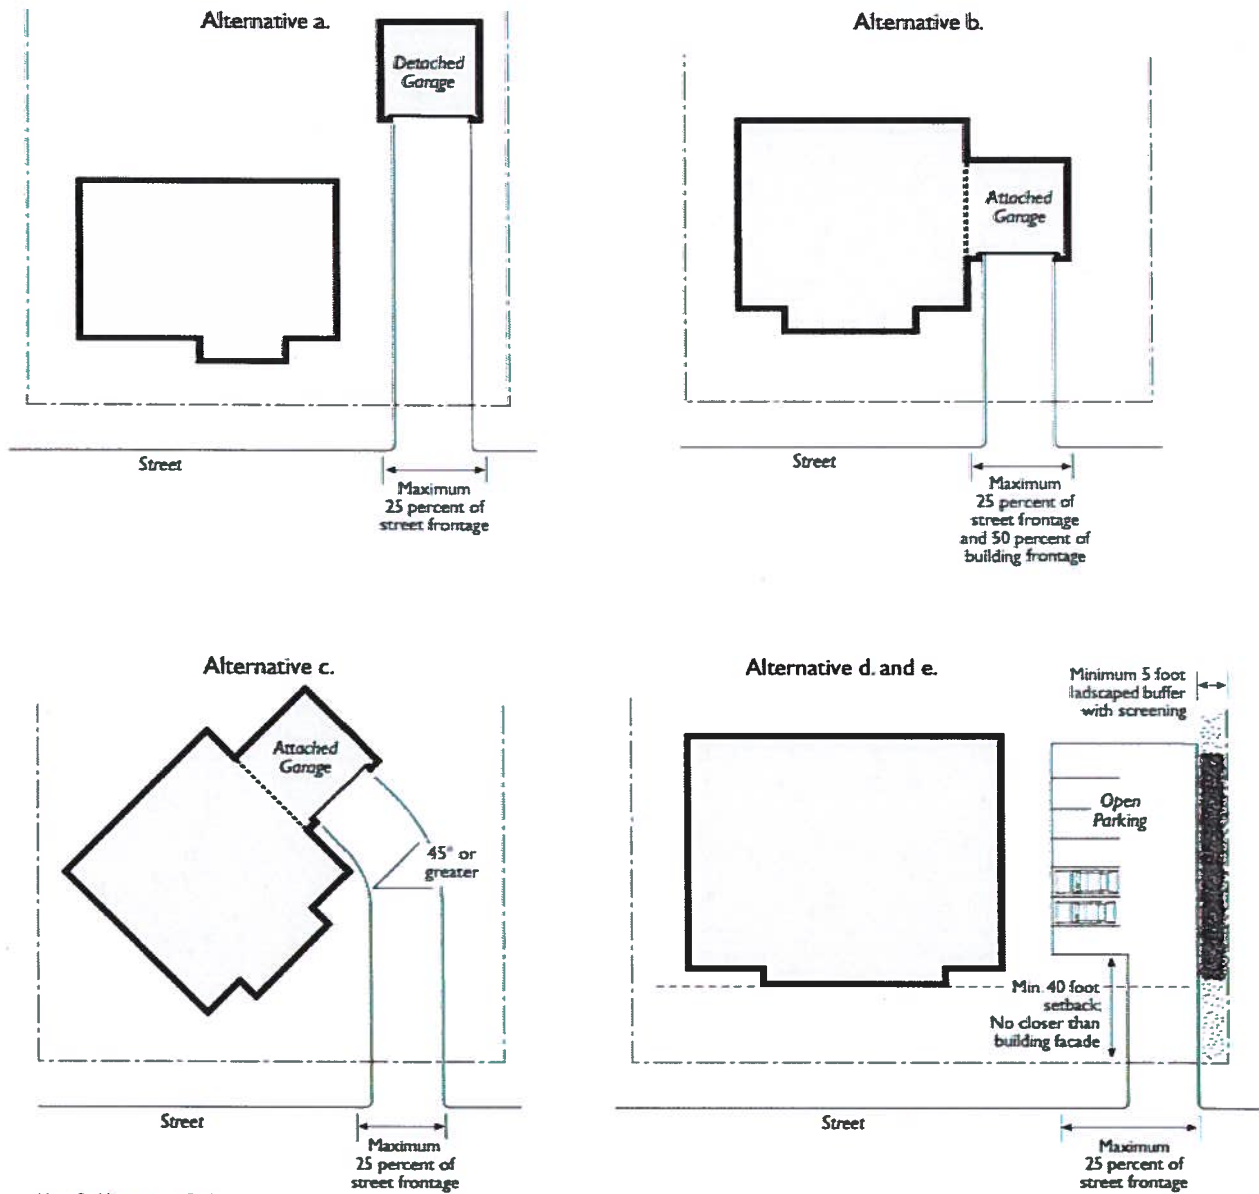 Alternative a.
Detached
Garage
Street
Maximum
25 percent of
street frontage
Alternative b.
Attached
Garage
Street
Maximum
25 percent of
street frontage
and 50 percent of
building frontage
Alternative c.
Attached
Garage
45° or
greater
Street
Maximum
25 percent of
street frontage
Alternative d. and e.
Minimum 5 foot
ladscaped buffer
with screening
Open
Parking
Min. 40 foot
setback;
No closer than
building facade
Street
Maximum
25 percent of
street frontage